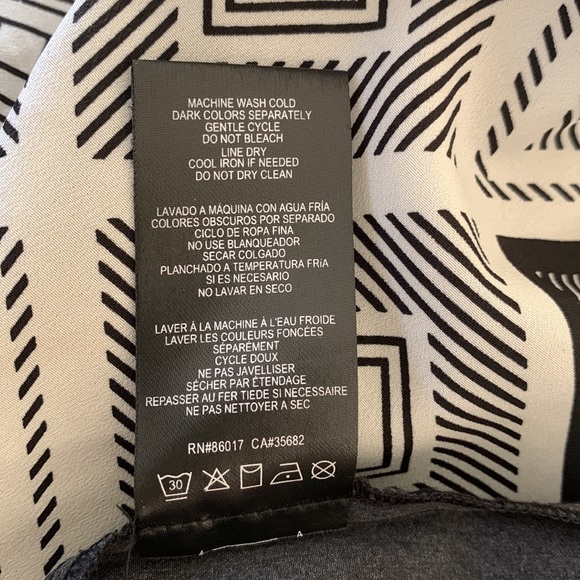 MACHINE WASH COLD
DARK COLORS SEPARATELY
GENTLE CYCLE
DO NOT BLEACH
LINE DRY
COOL IRON IF NEEDED
DO NOT DRY CLEAN
LAVADO A MÁQUINA CON AGUA FRÍA
COLORES OBSCUROS POR SEPARADO
CICLO DE ROPA FINA
NO USE BLANQUEADOR
SECAR COLGADO
PLANCHADO A TEMPERATURA FRíA
SI ES NECESARIO
NO LAVAR EN SECO
LAVER À LA MACHINE À L'EAU FROIDE
LAVER LES COULEURS FONCÉES
SÉPARÉMENT
CYCLE DOUX
NE PAS JAVELLISER
SÉCHER PAR ÉTENDAGE
REPASSER AU FER TIEDE SI NECESSAIRE
NE PAS NETTOYER A SEC
RN#86017 CA#35682
30